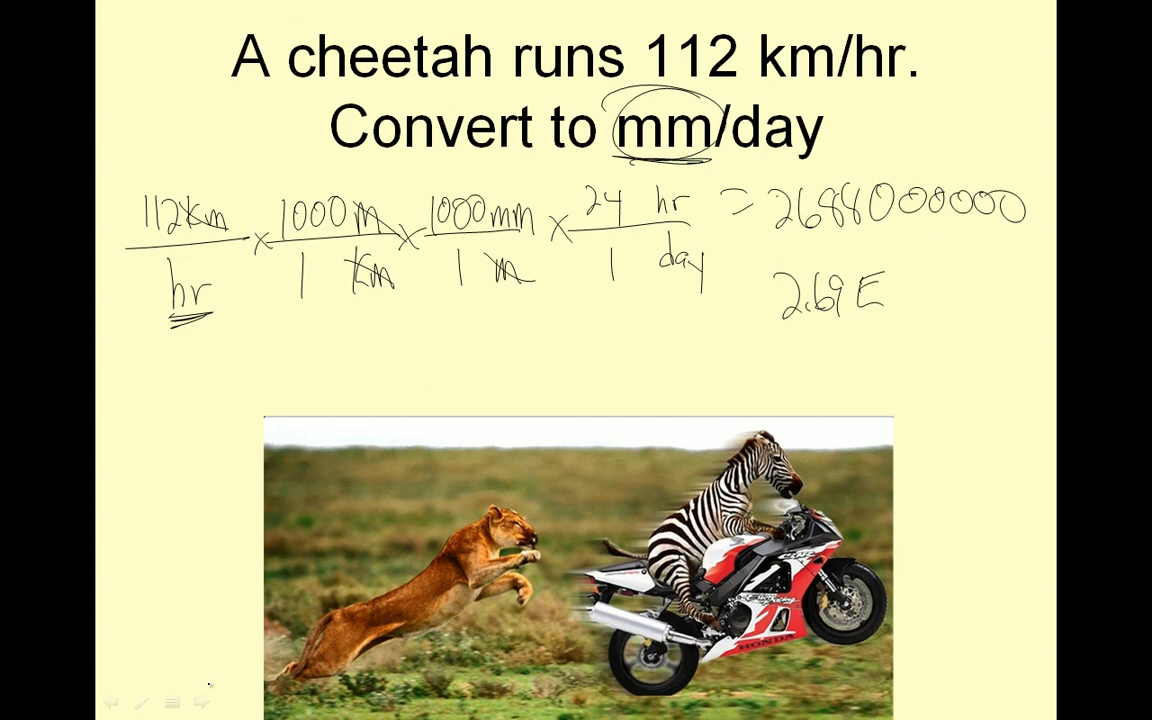 A cheetah runs 112 km/hr.
Convert to mm/day
112km × 1000m × 1000mm × 24 hr = 2688000000
hr 1 km 1 m 1 day
2.69 E
HONDA